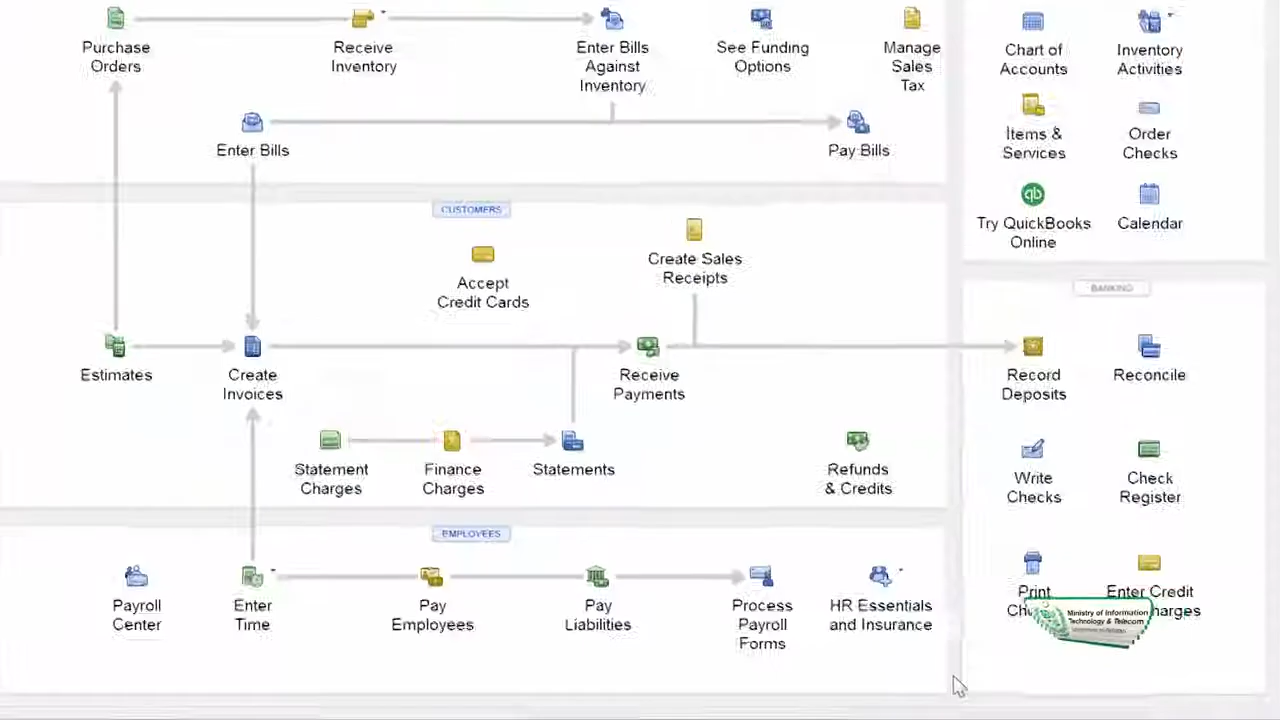 Purchase
Orders
Receive
Inventory
Enter Bills
Against
Inventory
See Funding
Options
Manage
Sales
Tax
Enter Bills
Pay Bills
CUSTOMERS
Accept
Credit Cards
Create Sales
Receipts
Estimates
Create
Invoices
Receive
Payments
Statement
Charges
Finance
Charges
Statements
Refunds
& Credits
EMPLOYEES
Payroll
Center
Enter
Time
Pay
Employees
Pay
Liabilities
Process
Payroll
Forms
HR Essentials
and Insurance
Chart of
Accounts
Inventory
Activities
Items &
Services
Order
Checks
qb
Try QuickBooks
Online
Calendar
BANKING
Record
Deposits
Reconcile
Write
Checks
Check
Register
Print
Enter Credit
Ministry of Information
Technology & Telecom